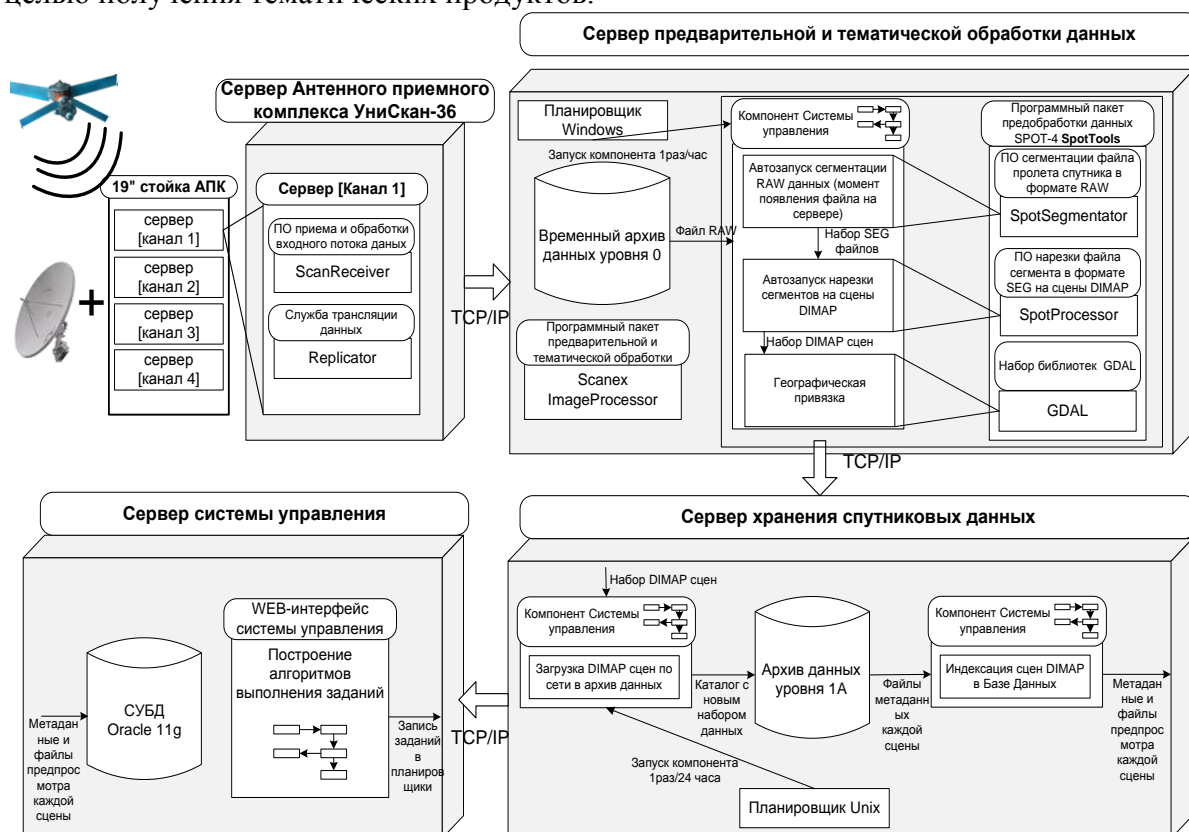 целью получения тематических продуктов.
Сервер предварительной и тематической обработки данных
Сервер Антенного приемного
комплекса УниСкан-36
19" стойка АПК
сервер
[канал 1]
сервер
[канал 2]
сервер
[канал 3]
сервер
[канал 4]
Сервер [Канал 1]
ПО приема и обработки
входного потока даных
ScanReceiver
Служба трансляции
данных
Replicator
TCP/IP
Планировщик
Windows
Запуск компонента 1раз/час
Временный архив
данных уровня 0
Файл RAW
Программный пакет
предварительной и
тематической обработки
Scanex
ImageProcessor
Компонент Системы
управления
Автозапуск сегментации
RAW данных (момент
появления файла на
сервере)
Набор SEG
файлов
Автозапуск нарезки
сегментов на сцены
DIMAP
Набор DIMAP сцен
Географическая
привязка
Программный пакет
предобработки данных
SPOT-4 SpotTools
ПО сегментации файла
пролета спутника в
формате RAW
SpotSegmentator
ПО нарезки файла
сегмента в формате
SEG на сцены DIMAP
SpotProcessor
Набор библиотек GDAL
GDAL
TCP/IP
Сервер системы управления
Метадан
ные и
файлы
предпрос
мотра
каждой
сцены
СУБД
Oracle 11g
WEB-интерфейс
системы управления
Построение
алгоритмов
выполнения заданий
Запись
заданий
в
планиров
щики
TCP/IP
Сервер хранения спутниковых данных
Набор DIMAP сцен
Компонент Системы
управления
Загрузка DIMAP сцен по
сети в архив данных
Каталог с
новым
набором
данных
Архив данных
уровня 1А
Файлы
метаданн
ых
каждой
сцены
Компонент Системы
управления
Индексация сцен DIMAP
в Базе Данных
Метадан
ные и
файлы
предпрос
мотра
каждой
сцены
Запуск компонента
1раз/24 часа
Планировщик Unix